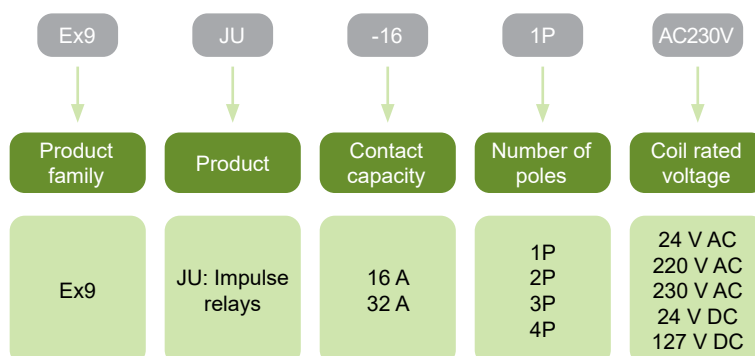 Ex9
JU
-16
1P
AC230V
Product
family
Product
Contact
capacity
Number of
poles
Coil rated
voltage
Ex9
JU: Impulse
relays
16 A
32 A
1P
2P
3P
4P
24 V AC
220 V AC
230 V AC
24 V DC
127 V DC